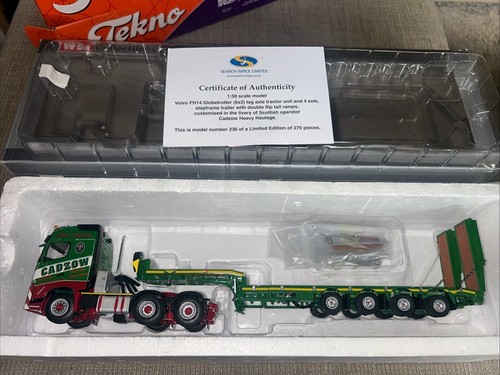 Tekno
SEARCH IMPEX LIMITED
Certificate of Authenticity
1:50 scale model
Volvo FH14 Globetrotter (6x2) tag axle tractor unit and 4 axle,
stepframe trailer with double flip tail ramps,
customised in the livery of Scottish operator
Cadzow Heavy Haulage.
This is model number 236 of a Limited Edition of 270 pieces.
CADZOW